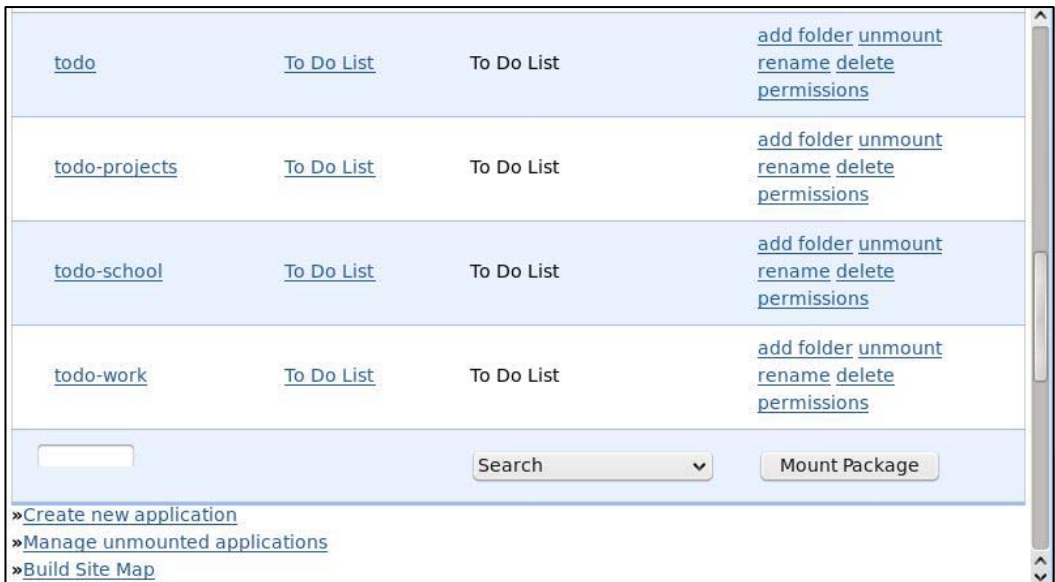 add folder unmount
todo To Do List To Do List rename delete
permissions
add folder unmount
todo-projects To Do List To Do List rename delete
permissions
add folder unmount
todo-school To Do List To Do List rename delete
permissions
add folder unmount
todo-work To Do List To Do List rename delete
permissions
Search Mount Package
»Create new application
»Manage unmounted applications
»Build Site Map